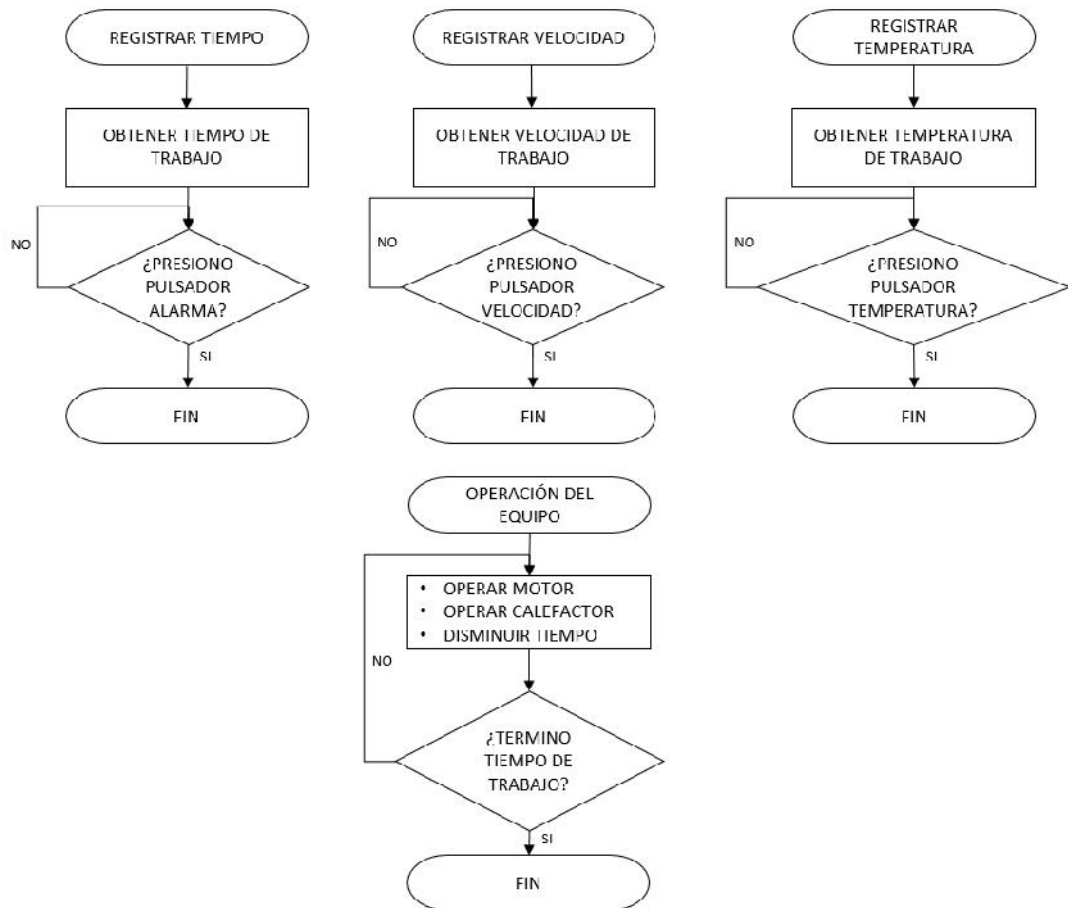 REGISTRAR TIEMPO
OBTENER TIEMPO DE
TRABAJO
NO
¿PRESIONO
PULSADOR
ALARMA?
SI
FIN
REGISTRAR VELOCIDAD
OBTENER VELOCIDAD DE
TRABAJO
NO
¿PRESIONO
PULSADOR
VELOCIDAD?
SI
FIN
REGISTRAR
TEMPERATURA
OBTENER TEMPERATURA
DE TRABAJO
NO
¿PRESIONO
PULSADOR
TEMPERATURA?
SI
FIN
OPERACIÓN DEL
EQUIPO
• OPERAR MOTOR
• OPERAR CALEFACTOR
• DISMINUIR TIEMPO
NO
¿TERMINO
TIEMPO DE
TRABAJO?
SI
FIN